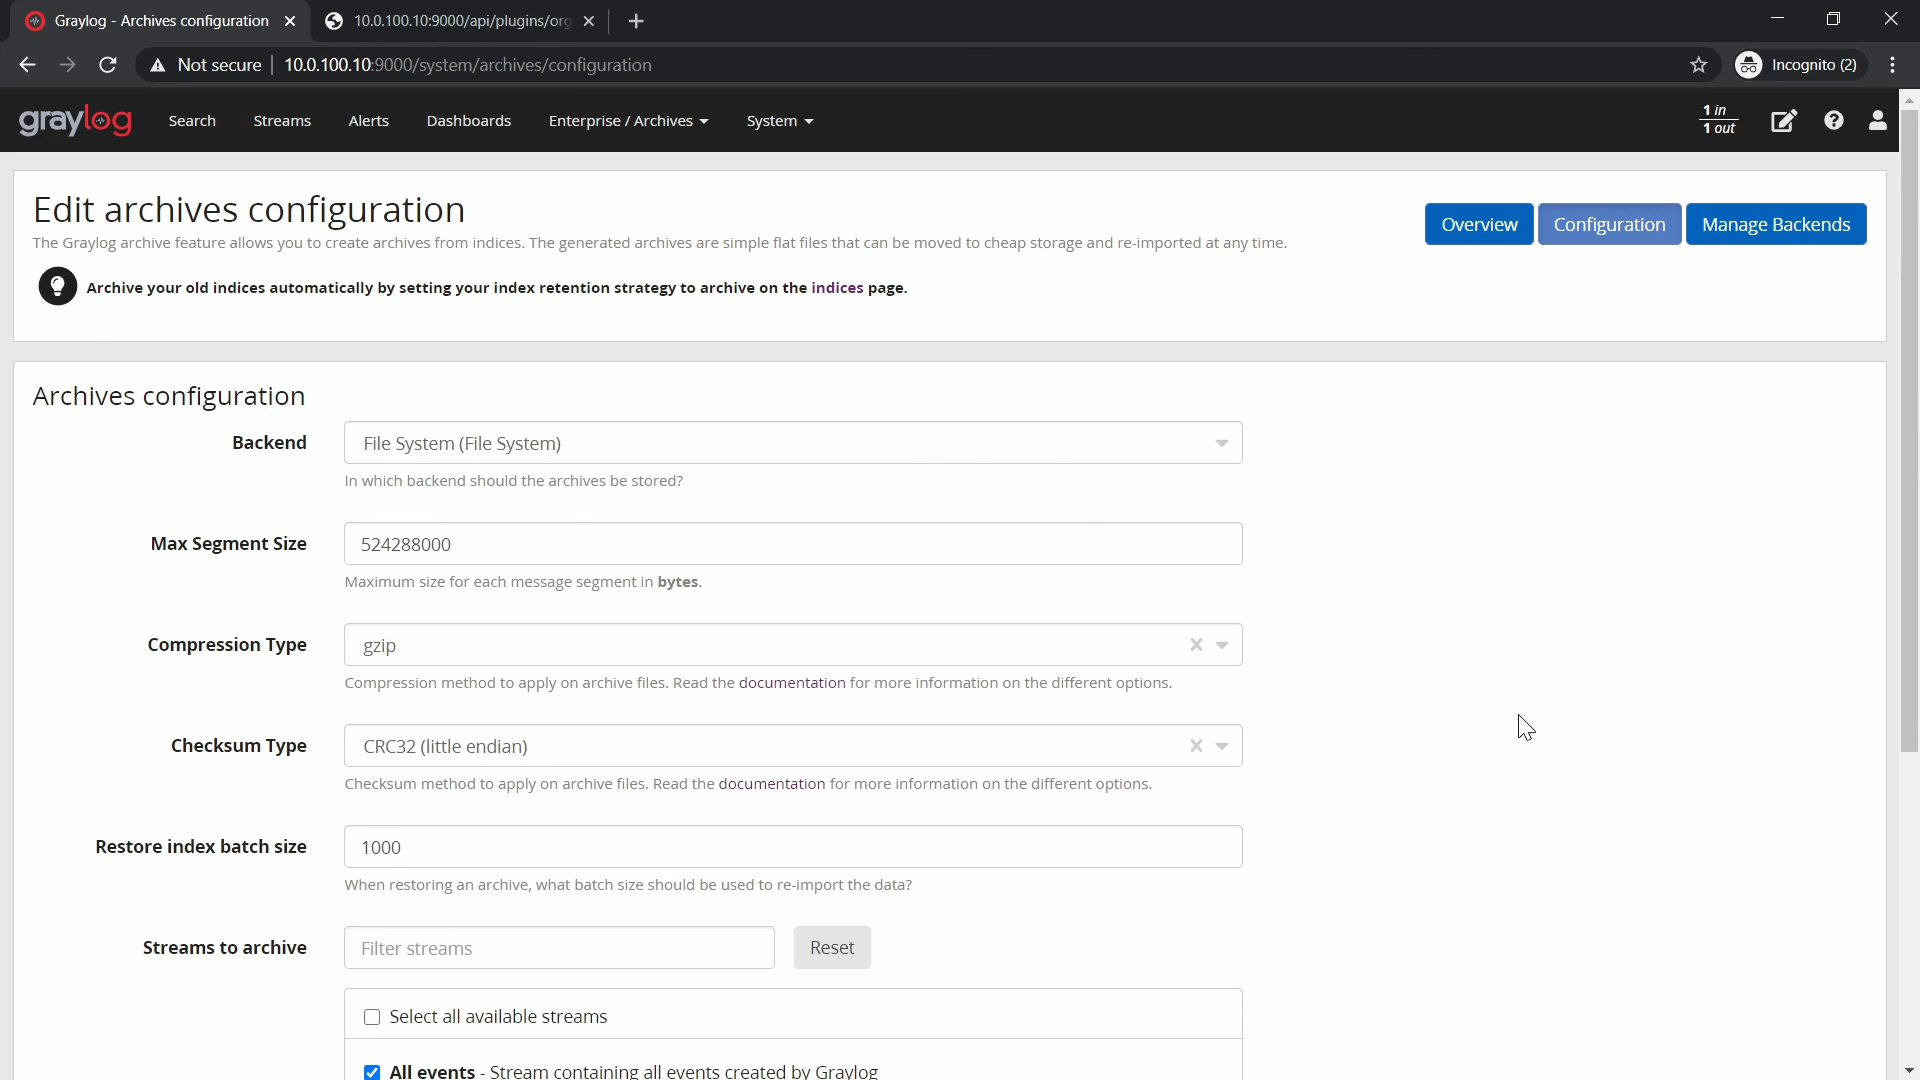 Graylog - Archives configuration
10.0.100.10:9000/api/plugins/org
Not secure
10.0.100.10:9000/system/archives/configuration
Incognito (2)
graylog
Search
Streams
Alerts
Dashboards
Enterprise / Archives
System
1 in
1 out
Edit archives configuration
The Graylog archive feature allows you to create archives from indices. The generated archives are simple flat files that can be moved to cheap storage and re-imported at any time.
Archive your old indices automatically by setting your index retention strategy to archive on the indices page.
Overview
Configuration
Manage Backends
Archives configuration
Backend
File System (File System)
In which backend should the archives be stored?
Max Segment Size
524288000
Maximum size for each message segment in bytes.
Compression Type
gzip
Compression method to apply on archive files. Read the documentation for more information on the different options.
Checksum Type
CRC32 (little endian)
Checksum method to apply on archive files. Read the documentation for more information on the different options.
Restore index batch size
1000
When restoring an archive, what batch size should be used to re-import the data?
Streams to archive
Filter streams
Reset
Select all available streams
All events - Stream containing all events created by Graylog